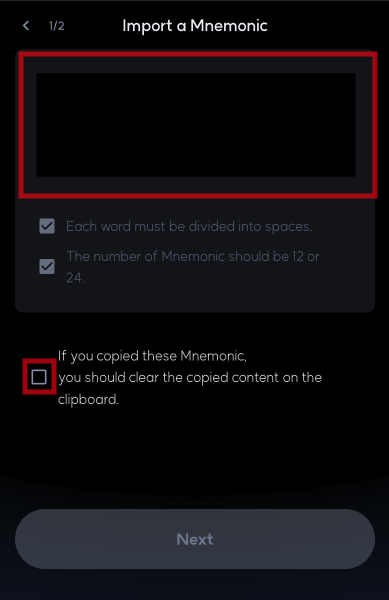 1/2 Import a Mnemonic
Each word must be divided into spaces.
The number of Mnemonic should be 12 or
24.
If you copied these Mnemonic,
you should clear the copied content on the
clipboard.
Next